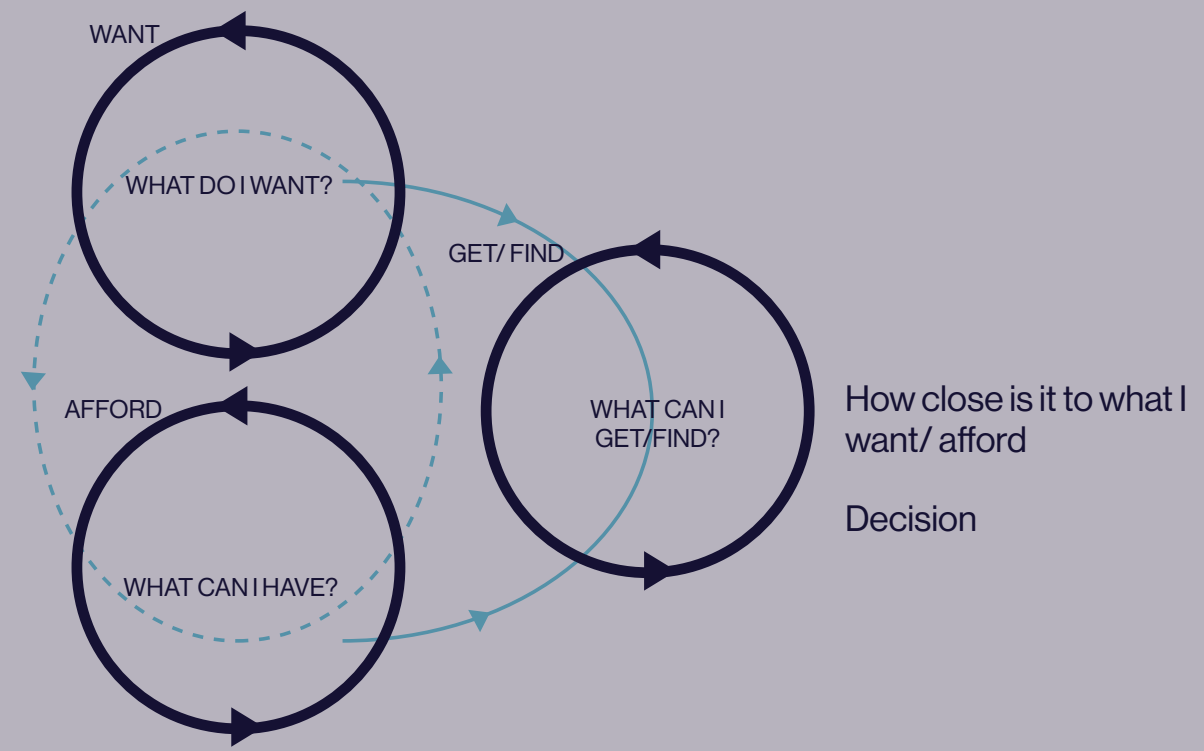 WANT
WHAT DO I WANT?
GET/ FIND
AFFORD
WHAT CAN I
GET/FIND?
How close is it to what I
want/ afford
Decision
WHAT CAN I HAVE?